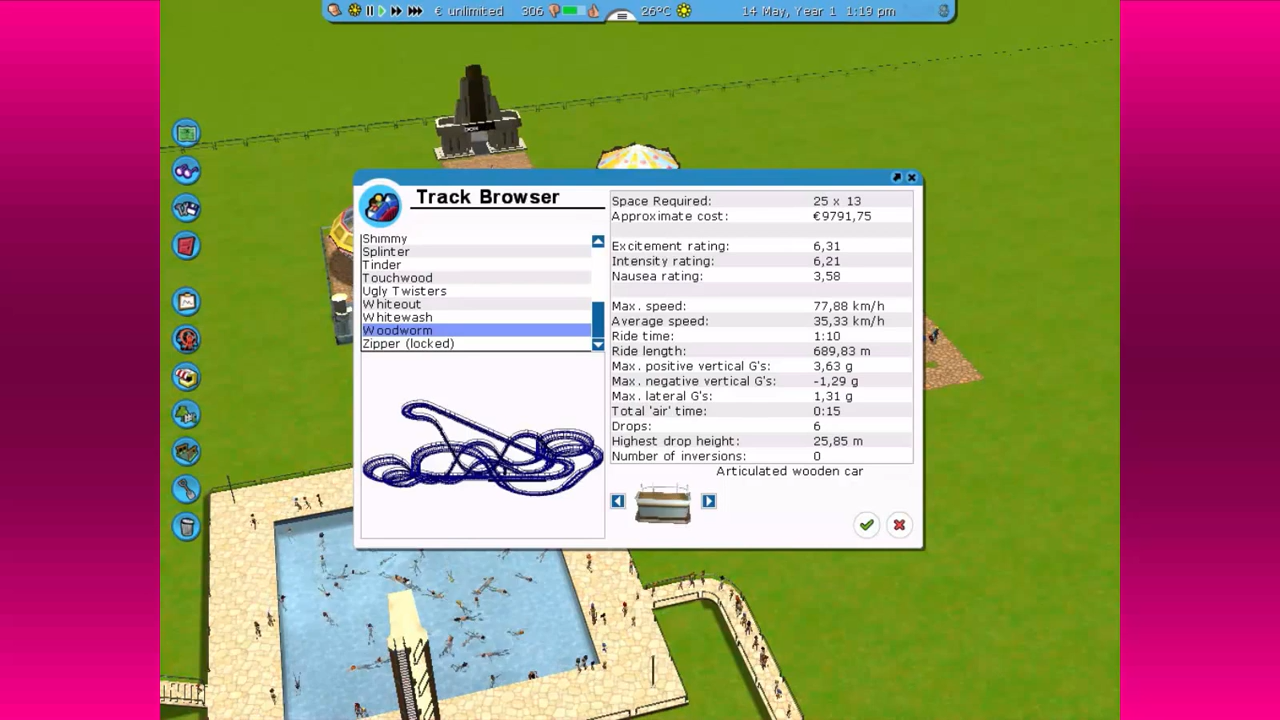 € unlimited 306 26°C 14 May, Year 1 1:19 pm
Track Browser
Shimmy
Splinter
Tinder
Touchwood
Ugly Twisters
Whiteout
Whitewash
Woodworm
Zipper (locked)
Space Required: 25 x 13
Approximate cost: €9791,75
Excitement rating: 6,31
Intensity rating: 6,21
Nausea rating: 3,58
Max. speed: 77,88 km/h
Average speed: 35,33 km/h
Ride time: 1:10
Ride length: 689,83 m
Max. positive vertical G's: 3,63 g
Max. negative vertical G's: -1,29 g
Max. lateral G's: 1,31 g
Total 'air' time: 0:15
Drops: 6
Highest drop height: 25,85 m
Number of inversions: 0
Articulated wooden car